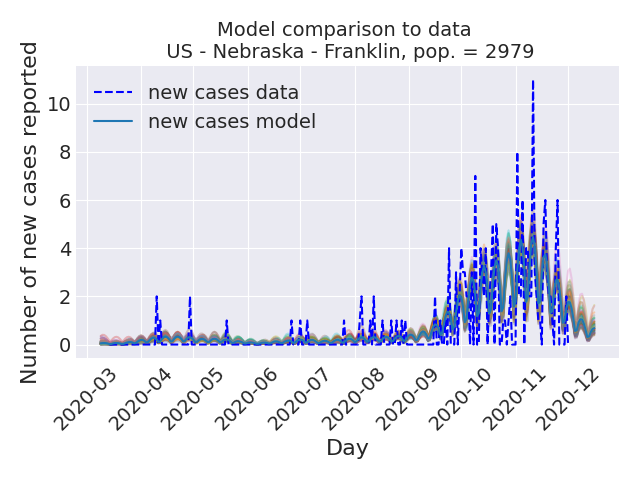 Model comparison to data
US - Nebraska - Franklin, pop. = 2979
Number of new cases reported
10
8
6
4
2
0
new cases data
new cases model
2020-03
2020-04
2020-05
2020-06
2020-07
2020-08
2020-09
2020-10
2020-11
2020-12
Day